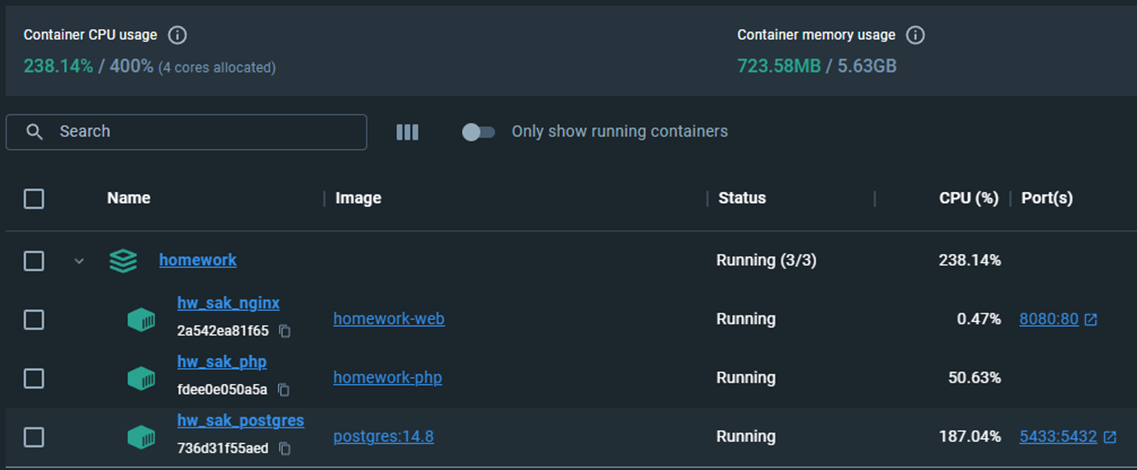 Container CPU usage
238.14% / 400% (4 cores allocated)
Container memory usage
723.58MB / 5.63GB
Search
Only show running containers
Name Image Status CPU (%) Port(s)
homework Running (3/3) 238.14%
hw_sak_nginx
2a542ea81f65
homework-web Running 0.47% 8080:80
hw_sak_php
fdee0e050a5a
homework-php Running 50.63%
hw_sak_postgres
736d31f55aed
postgres:14.8 Running 187.04% 5433:5432